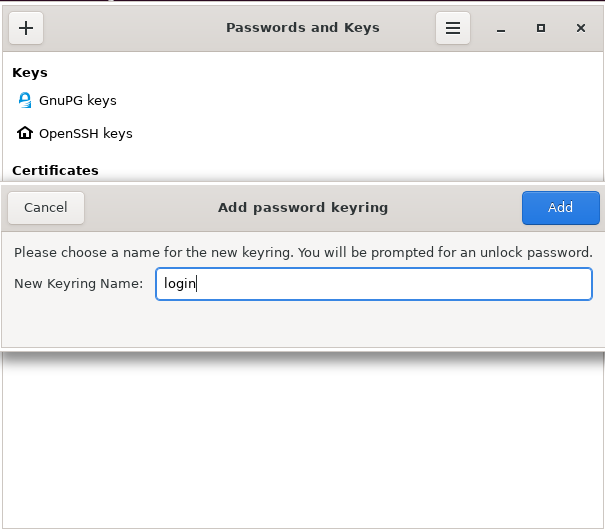 Passwords and Keys
Keys
GnuPG keys
OpenSSH keys
Certificates
Cancel
Add password keyring
Add
Please choose a name for the new keyring. You will be prompted for an unlock password.
New Keyring Name:
login